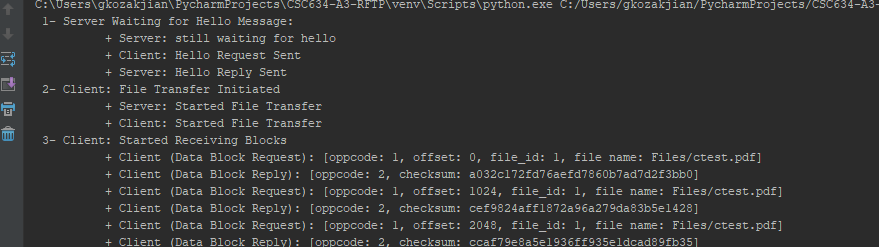 C:\Users\gkozakjian\PycharmProjects\CSC634-A3-RFTP\venv\Scripts\python.exe C:/Users/gkozakjian/PycharmProjects/CSC634-A3-
1- Server Waiting for Hello Message:
+ Server: still waiting for hello
+ Client: Hello Request Sent
+ Server: Hello Reply Sent
2- Client: File Transfer Initiated
+ Server: Started File Transfer
+ Client: Started File Transfer
3- Client: Started Receiving Blocks
+ Client (Data Block Request): [oppcode: 1, offset: 0, file_id: 1, file name: Files/ctest.pdf]
+ Client (Data Block Reply): [oppcode: 2, checksum: a032c172fd76aefd7860b7ad7d2f3bb0]
+ Client (Data Block Request): [oppcode: 1, offset: 1024, file_id: 1, file name: Files/ctest.pdf]
+ Client (Data Block Reply): [oppcode: 2, checksum: cef9824aff1872a96a279da83b5e1428]
+ Client (Data Block Request): [oppcode: 1, offset: 2048, file_id: 1, file name: Files/ctest.pdf]
+ Client (Data Block Reply): [oppcode: 2, checksum: ccaf79e8a5e1936ff935e1dcad89fb35]